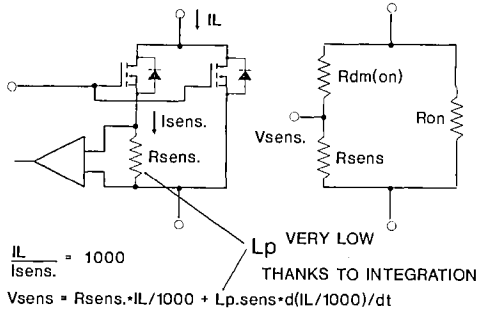 IL
Isens.
Rsens.
Rdm(on)
Ron
Vsens.
Rsens
Lp VERY LOW
THANKS TO INTEGRATION
IL
Isens. = 1000
Vsens = Rsens.*IL/1000 + Lp.sens*d(IL/1000)/dt